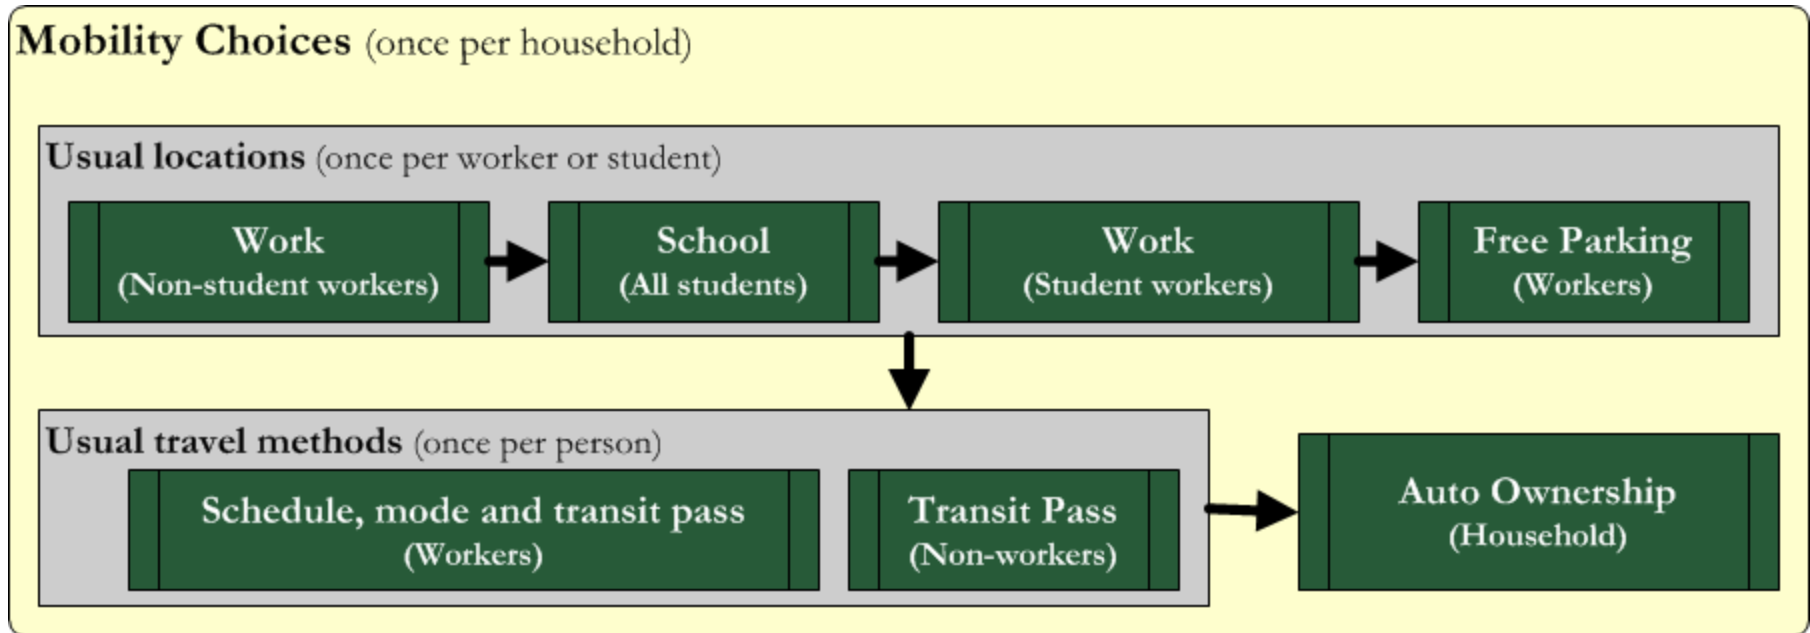 Mobility Choices (once per household)
Usual locations (once per worker or student)
Work
(Non-student workers)
School
(All students)
Work
(Student workers)
Free Parking
(Workers)
Usual travel methods (once per person)
Schedule, mode and transit pass
(Workers)
Transit Pass
(Non-workers)
Auto Ownership
(Household)